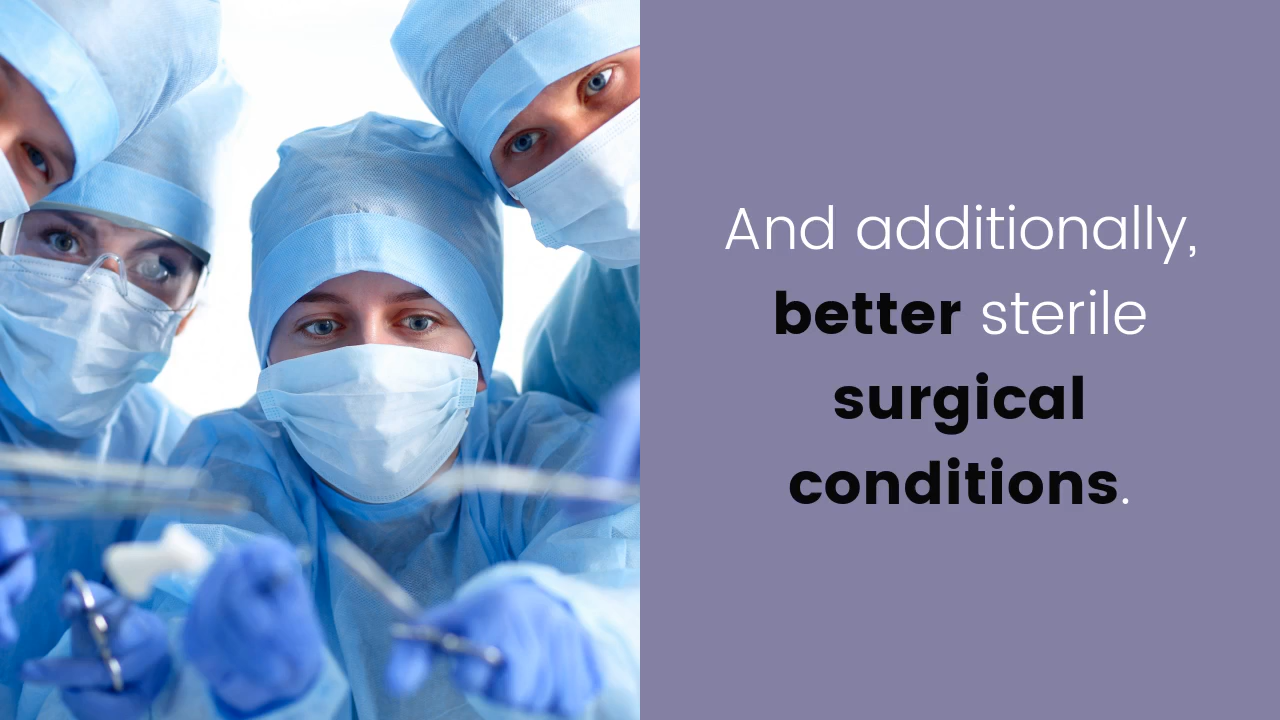 And additionally,
better sterile
surgical
conditions.